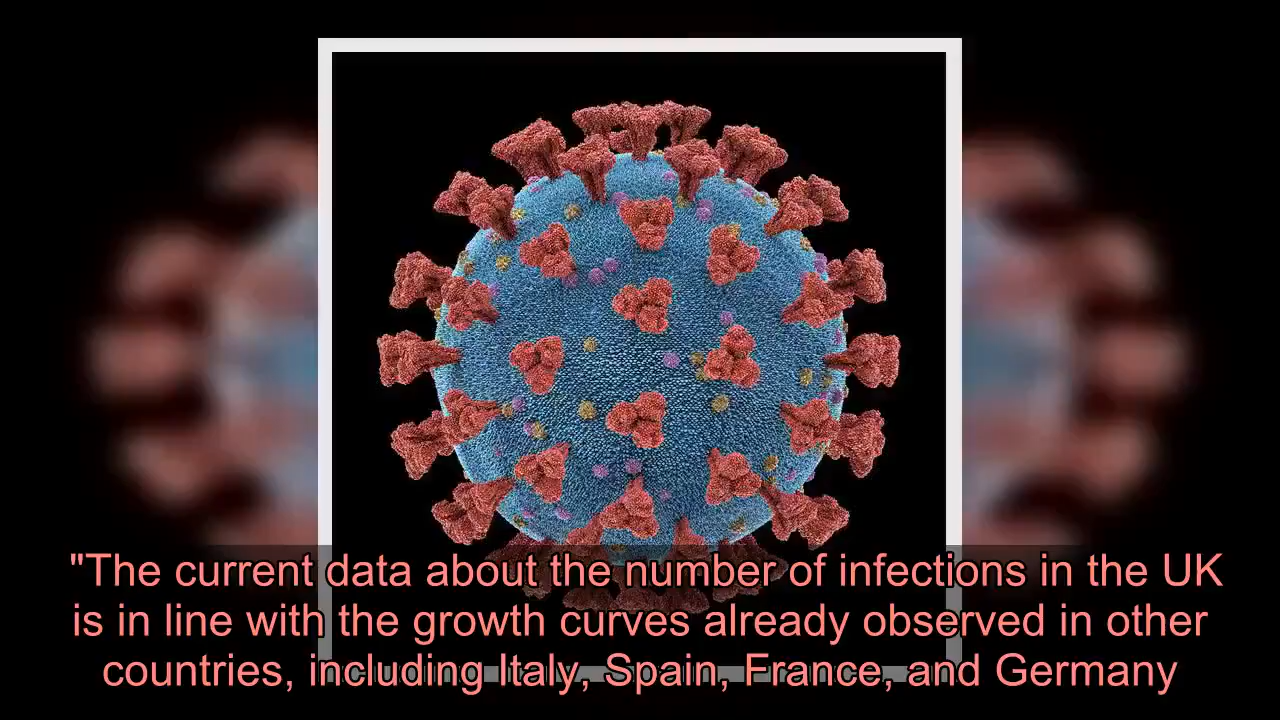 "The current data about the number of infections in the UK
is in line with the growth curves already observed in other
countries, including Italy, Spain, France, and Germany